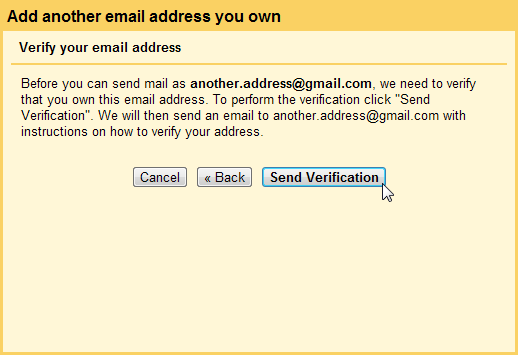 Add another email address you own
Verify your email address
Before you can send mail as another.address@gmail.com, we need to verify
that you own this email address. To perform the verification click "Send
Verification". We will then send an email to another.address@gmail.com with
instructions on how to verify your address.
Cancel « Back Send Verification